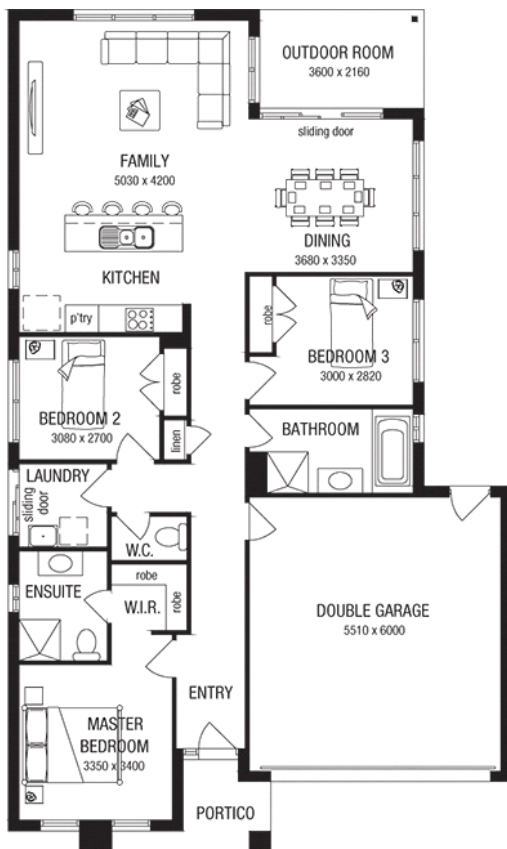 OUTDOOR ROOM
3600 x 2160
sliding door
FAMILY
5030 x 4200
DINING
3680 x 3350
KITCHEN
p'try
robe
BEDROOM 3
3000 x 2820
robe
BEDROOM 2
3080 x 2700
linen
BATHROOM
LAUNDRY
sliding
door
W.C.
robe
ENSUITE
W.I.R.
robe
DOUBLE GARAGE
5510 x 6000
ENTRY
MASTER
BEDROOM
3350 x 3400
PORTICO